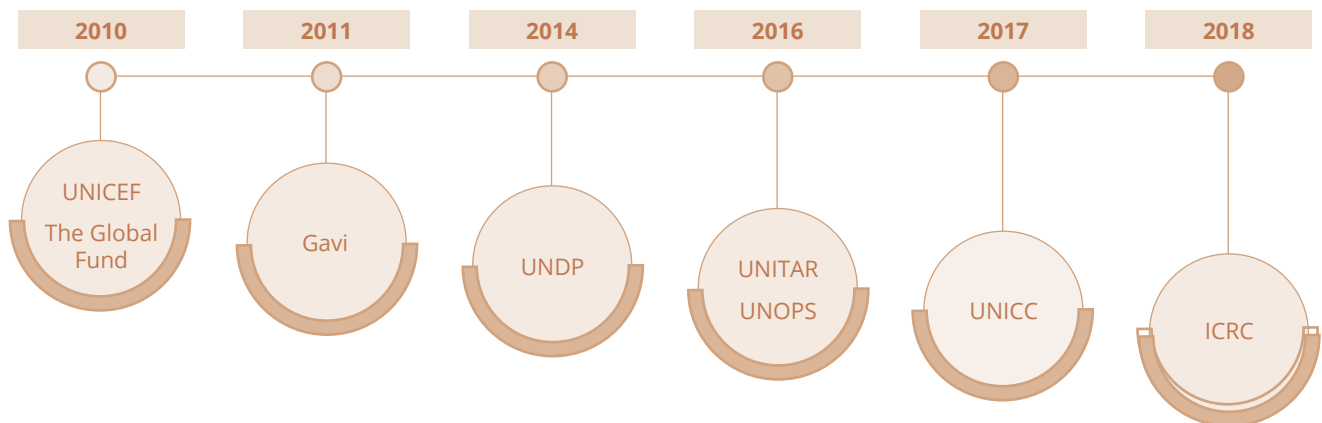 2010
2011
2014
2016
2017
2018
UNICEF
The Global
Fund
Gavi
UNDP
UNITAR
UNOPS
UNICC
ICRC